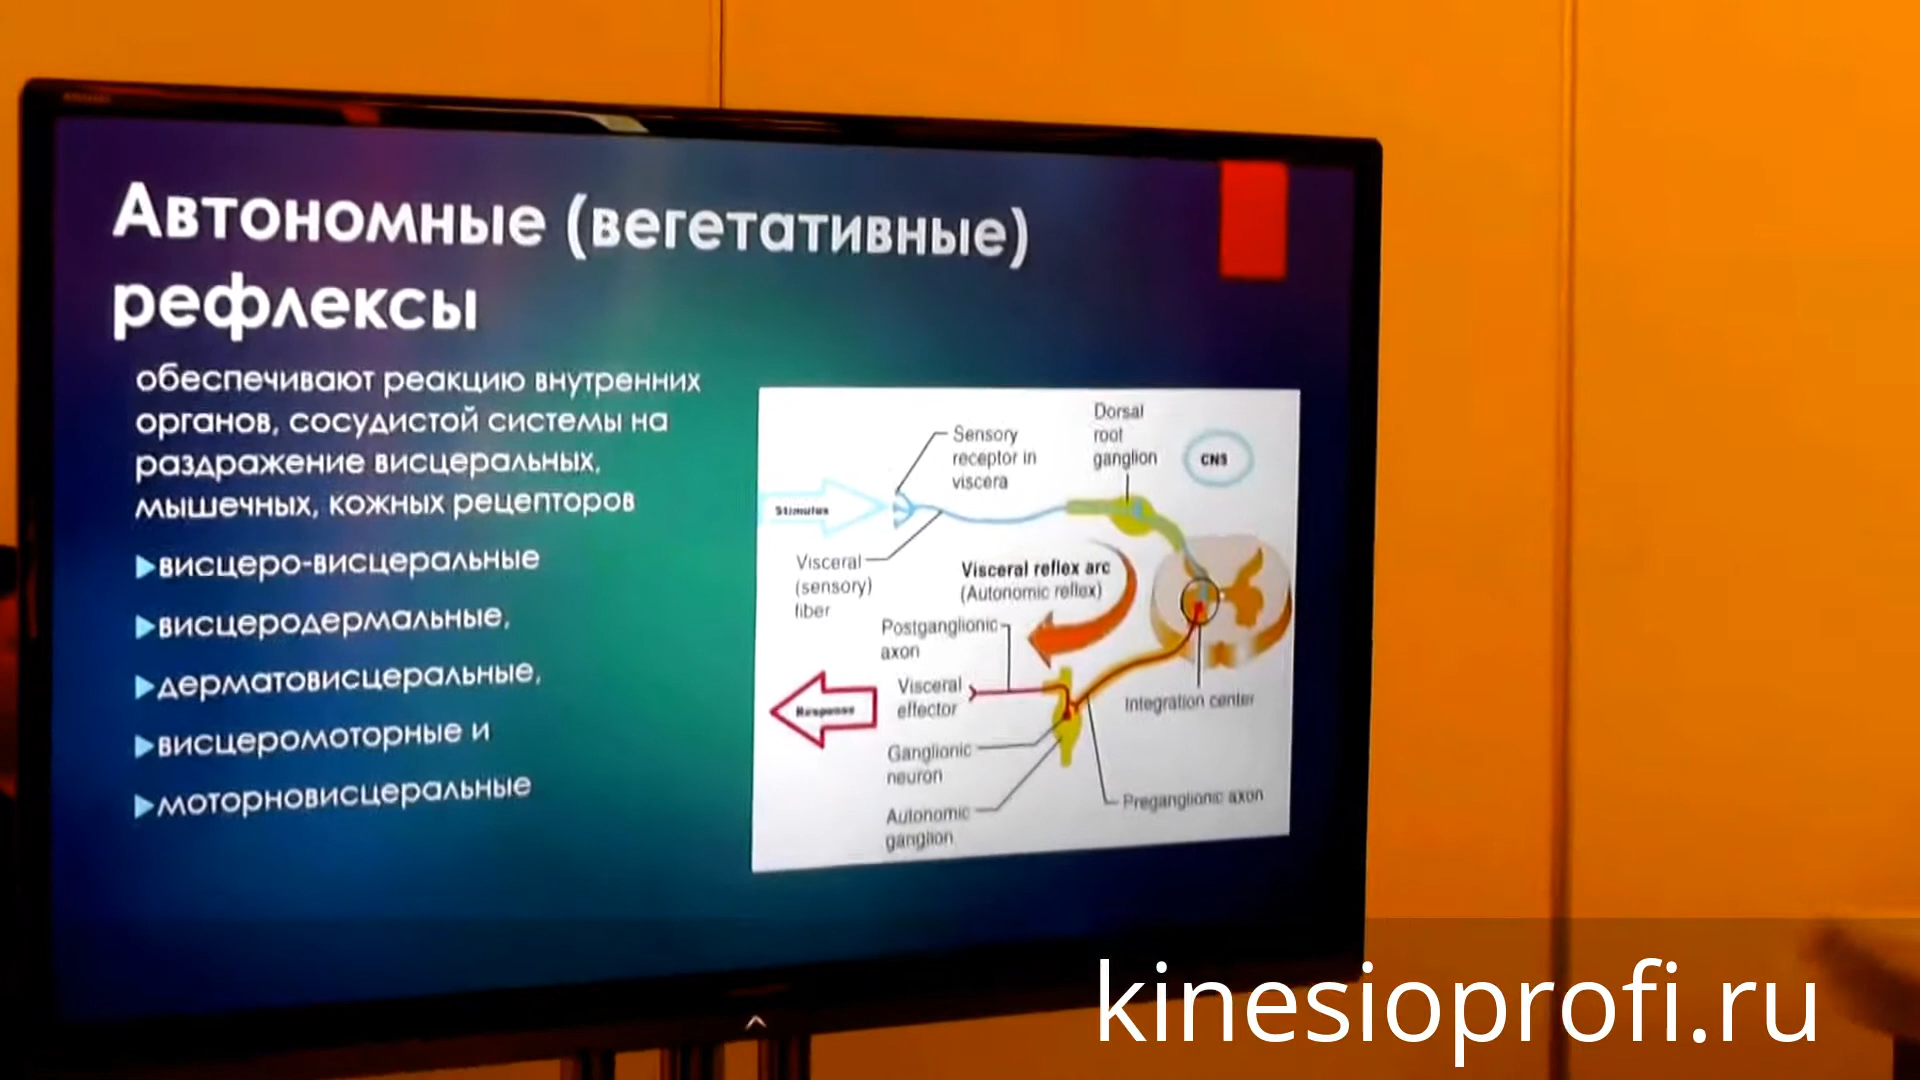 Автономные (вегетативные)
рефлексы
обеспечивают реакцию внутренних
органов, сосудистой системы на
раздражение висцеральных,
мышечных, кожных рецепторов
висцеро-висцеральные
висцеродермальные,
дерматовисцеральные,
висцеромоторные и
моторновисцеральные
Dorsal
root
ganglion
CNS
Sensory
receptor in
viscera
Stimulus
Visceral
(sensory)
fiber
Visceral reflex arc
(Autonomic reflex)
Postganglionic
axon
Visceral
effector
Response
Integration center
Ganglionic
neuron
Preganglionic axon
Autonomic
ganglion
kinesioprofi.ru